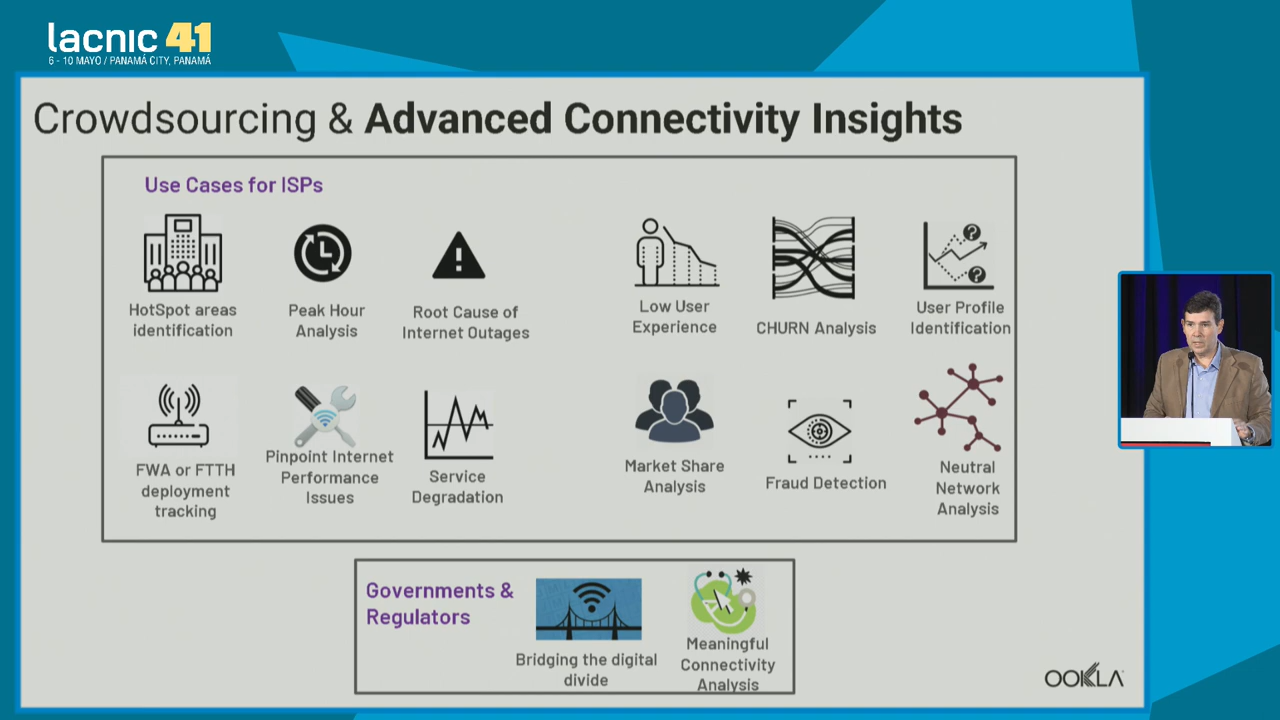 lacnic 41
6 - 10 MAYO / PANAMÁ CITY, PANAMÁ
Crowdsourcing & Advanced Connectivity Insights
Use Cases for ISPs
HotSpot areas
identification
Peak Hour
Analysis
Root Cause of
Internet Outages
Low User
Experience
CHURN Analysis
User Profile
Identification
FWA or FTTH
deployment
tracking
Pinpoint Internet
Performance
Issues
Service
Degradation
Market Share
Analysis
Fraud Detection
Neutral
Network
Analysis
Governments &
Regulators
Bridging the digital
divide
Meaningful
Connectivity
Analysis
OOKLA